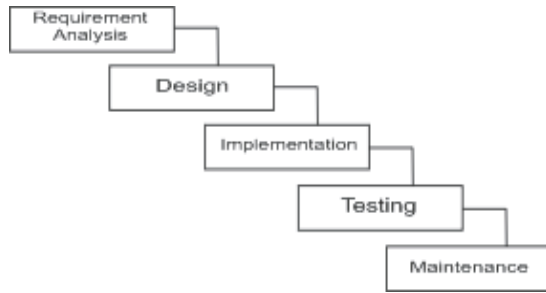 Requirement
Analysis
Design
Implementation
Testing
Maintenance